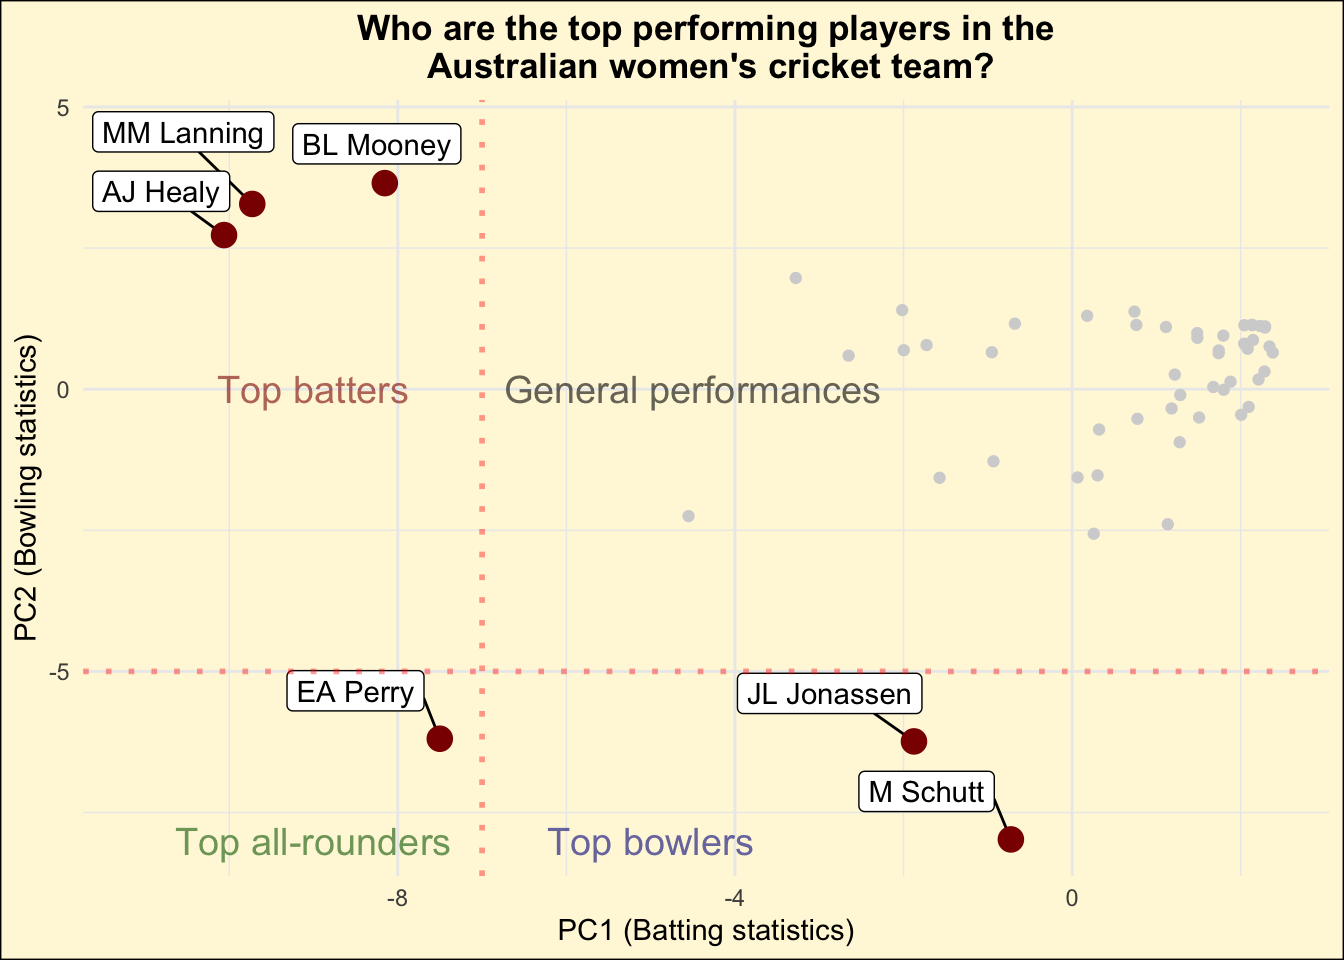 Who are the top performing players in the
Australian women's cricket team?
5
MM Lanning
BL Mooney
AJ Healy
0
Top batters
General performances
PC2 (Bowling statistics)
-5
EA Perry
JL Jonassen
M Schutt
Top all-rounders
Top bowlers
-8
-4
0
PC1 (Batting statistics)